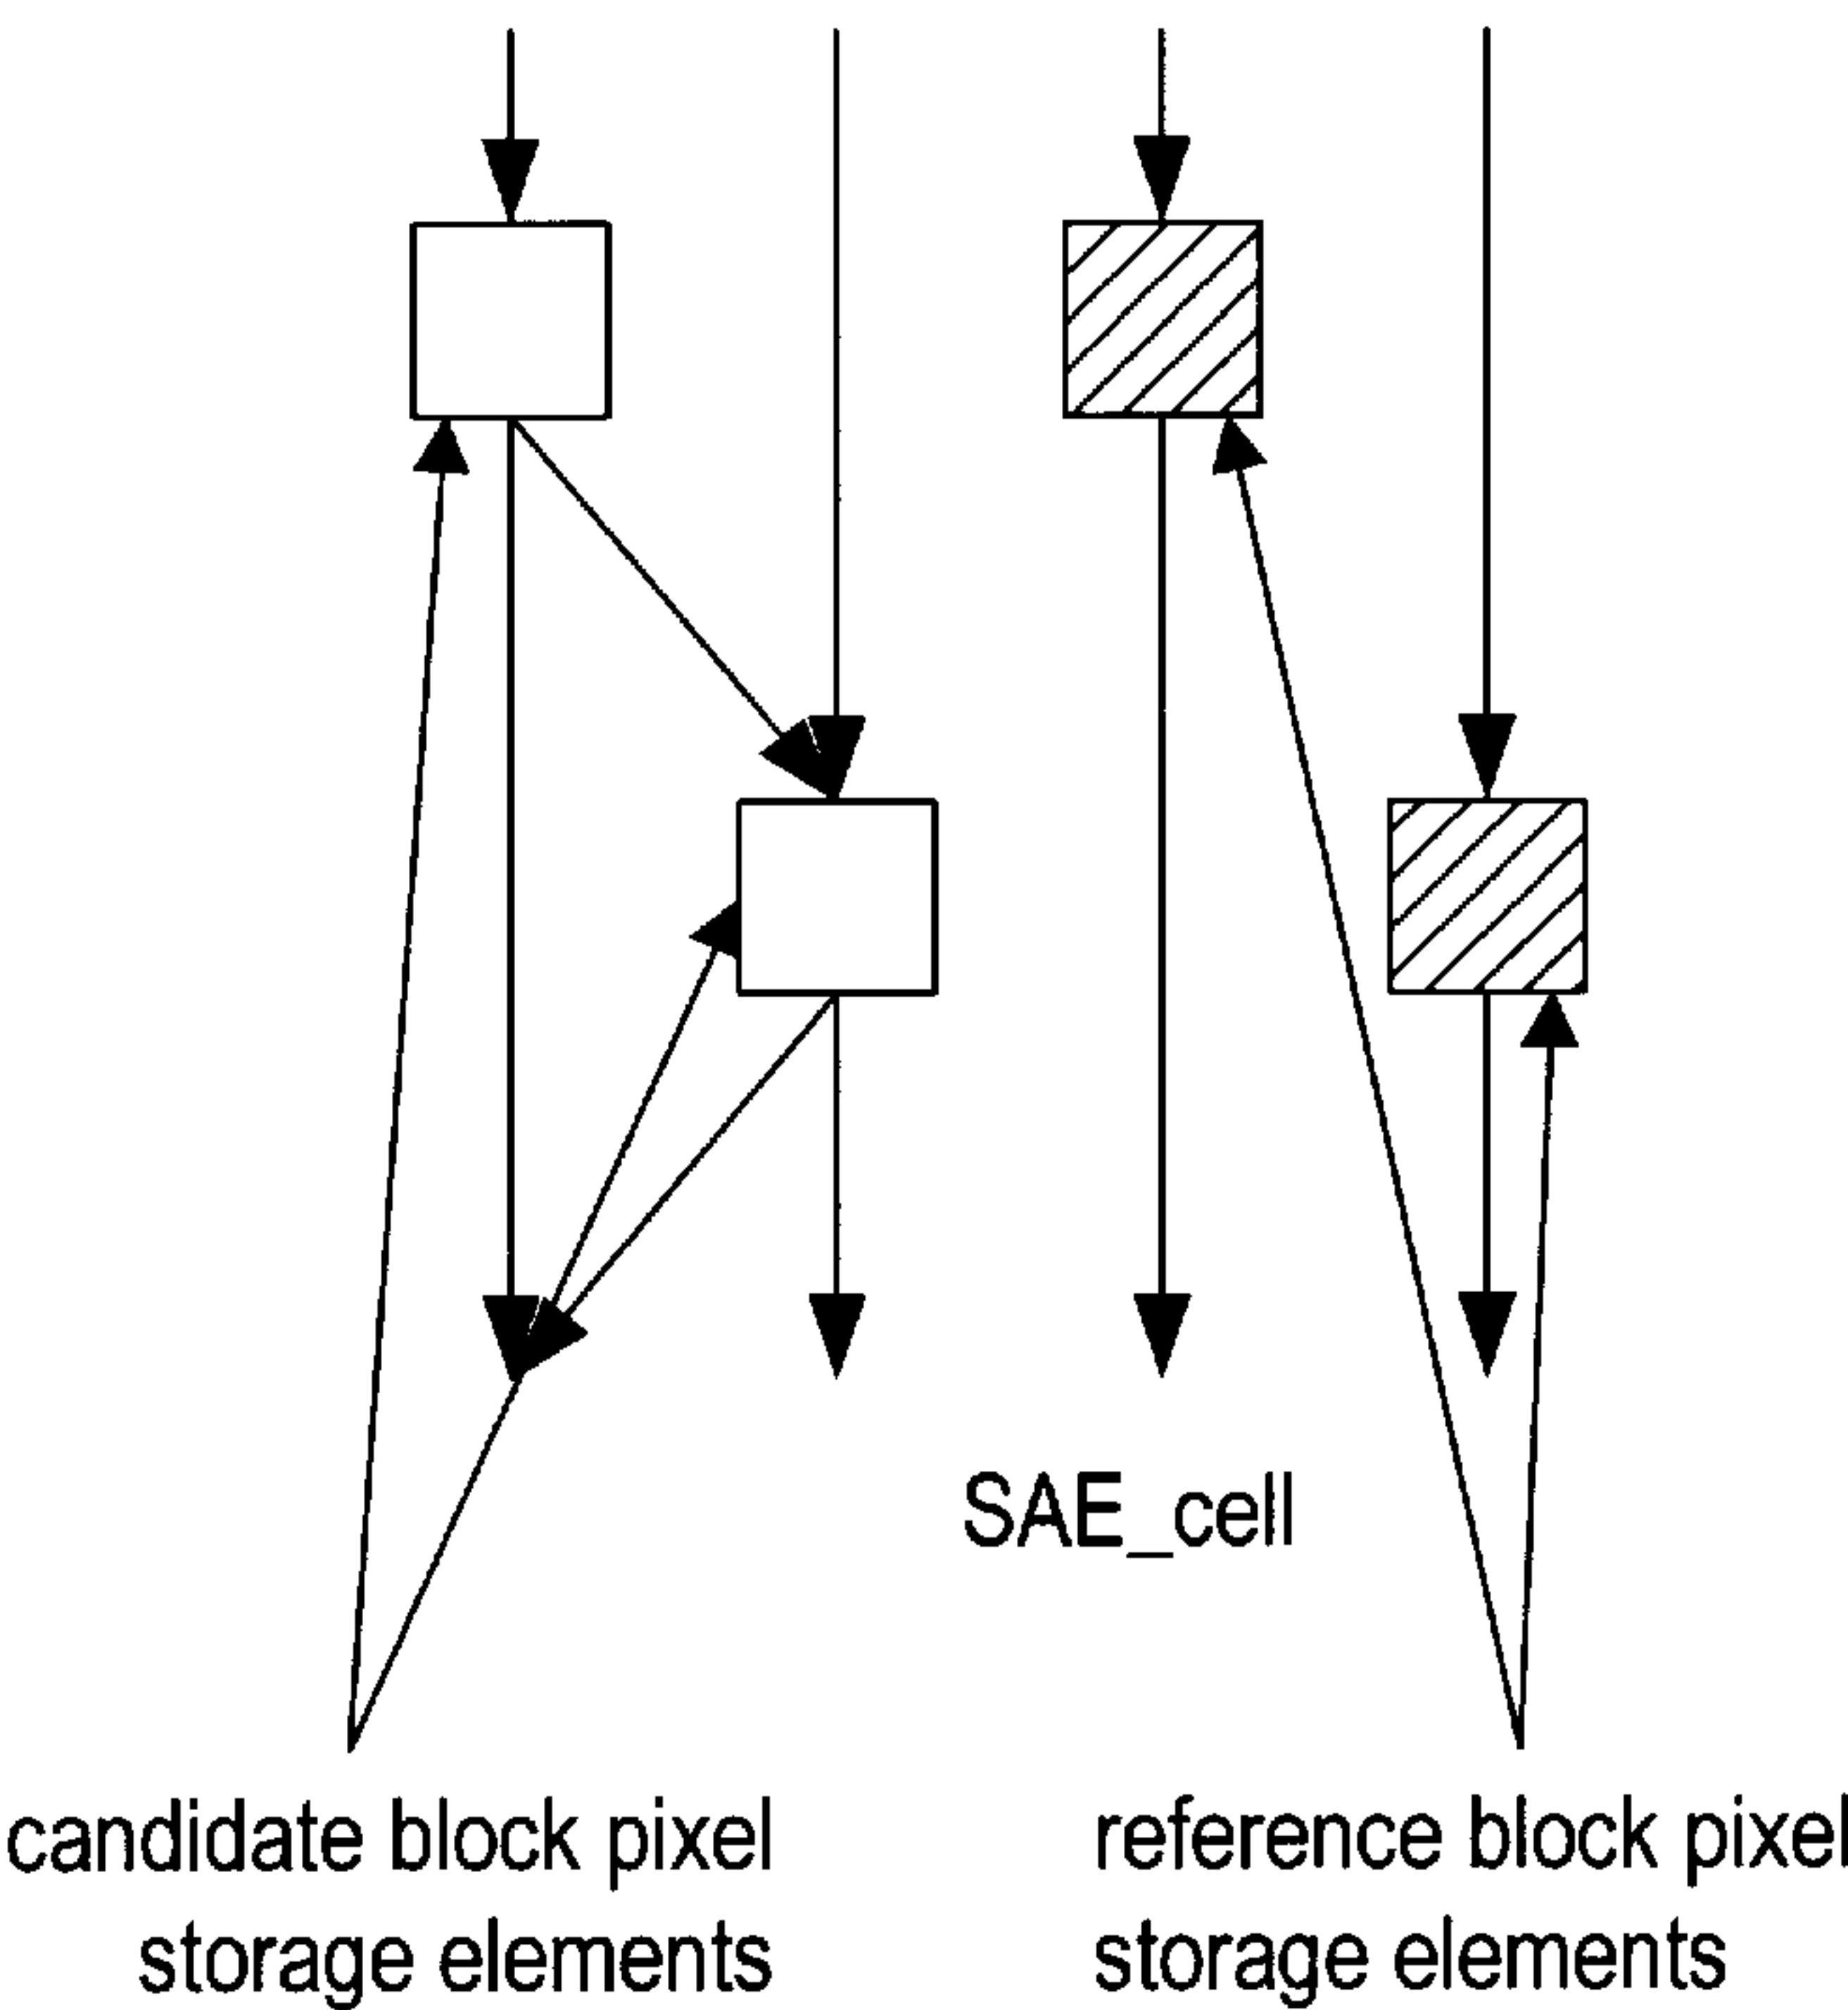 SAE_cell
candidate block pixel
storage elements
reference block pixel
storage elements